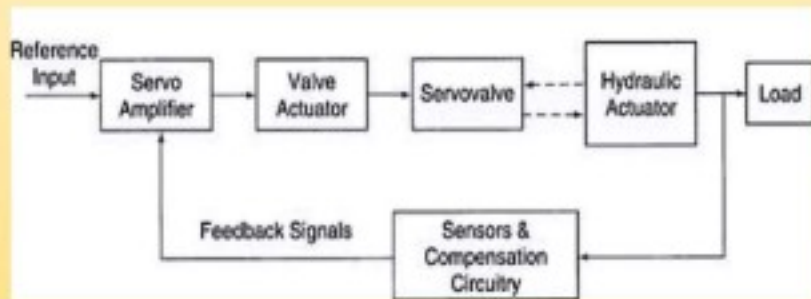 Reference
Input
Servo
Amplifier
Valve
Actuator
Servovalve
Hydraulic
Actuator
Load
Feedback Signals
Sensors &
Compensation
Circuitry